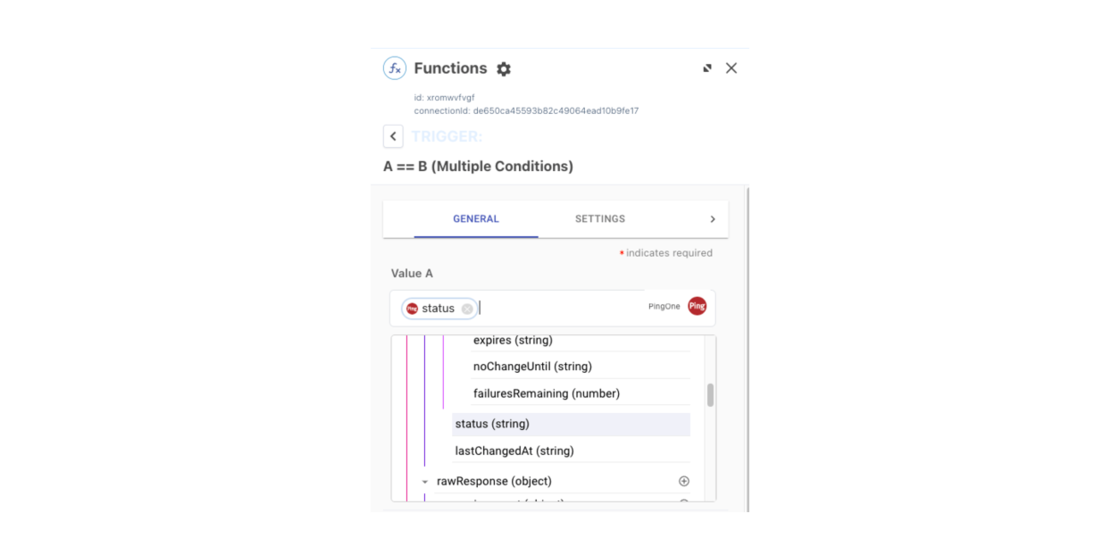 fx Functions
id: xromwvfvgf
connectionId: de650ca45593b82c49064ead10b9fe17
TRIGGER:
A == B (Multiple Conditions)
GENERAL SETTINGS
* indicates required
Value A
Ping status PingOne Ping
expires (string)
noChangeUntil (string)
failuresRemaining (number)
status (string)
lastChangedAt (string)
rawResponse (object)